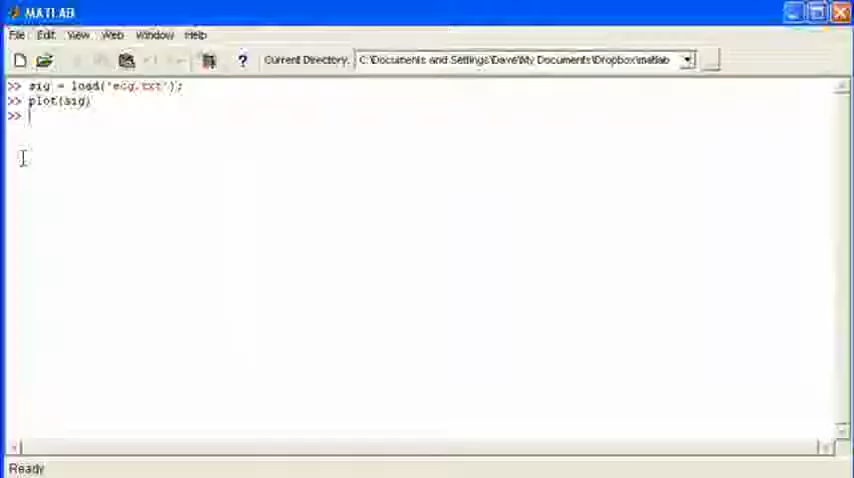 MATLAB
File Edit View Web Window Help
? Current Directory: C:\Documents and Settings\Dave\My Documents\Dropbox\matlab
>> sig = load('ecg.txt');
>> plot(sig)
>>
Ready